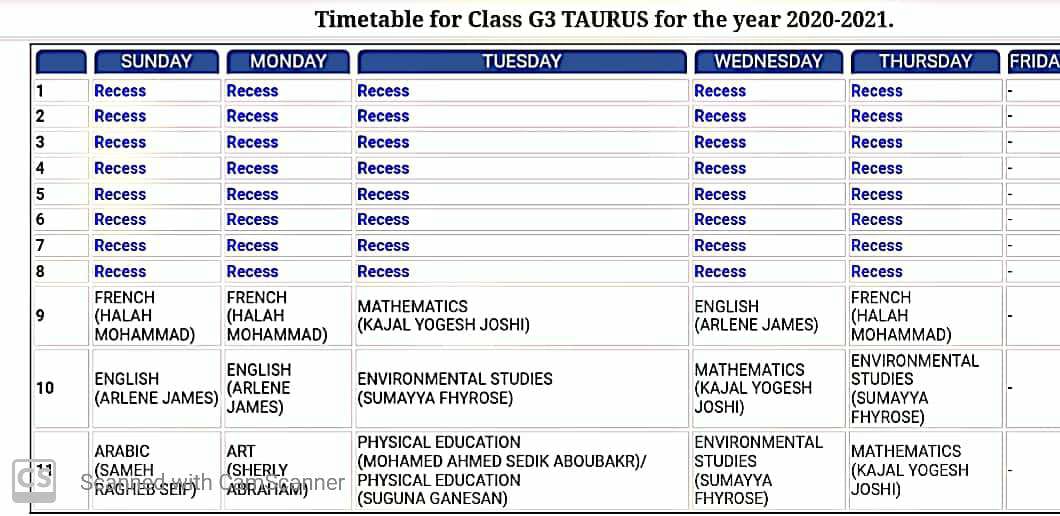 Timetable for Class G3 TAURUS for the year 2020-2021.
SUNDAY MONDAY TUESDAY WEDNESDAY THURSDAY FRIDA
1 Recess Recess Recess Recess Recess -
2 Recess Recess Recess Recess Recess -
3 Recess Recess Recess Recess Recess -
4 Recess Recess Recess Recess Recess -
5 Recess Recess Recess Recess Recess -
6 Recess Recess Recess Recess Recess -
7 Recess Recess Recess Recess Recess -
8 Recess Recess Recess Recess Recess -
9
FRENCH
(HALAH
MOHAMMAD)
FRENCH
(HALAH
MOHAMMAD)
MATHEMATICS
(KAJAL YOGESH JOSHI)
ENGLISH
(ARLENE JAMES)
FRENCH
(HALAH
MOHAMMAD)
-
10
ENGLISH
(ARLENE JAMES)
ENGLISH
(ARLENE
JAMES)
ENVIRONMENTAL STUDIES
(SUMAYYA FHYROSE)
MATHEMATICS
(KAJAL YOGESH
JOSHI)
ENVIRONMENTAL
STUDIES
(SUMAYYA
FHYROSE)
-
11
ARABIC
(SAMEH
RAGHEB SEIF)
ART
(SHERLY
ABRAHAM)
PHYSICAL EDUCATION
(MOHAMED AHMED SEDIK ABOUBAKR)/
PHYSICAL EDUCATION
(SUGUNA GANESAN)
ENVIRONMENTAL
STUDIES
(SUMAYYA
FHYROSE)
MATHEMATICS
(KAJAL YOGESH
JOSHI)
-
CS Scanned with CamScanner